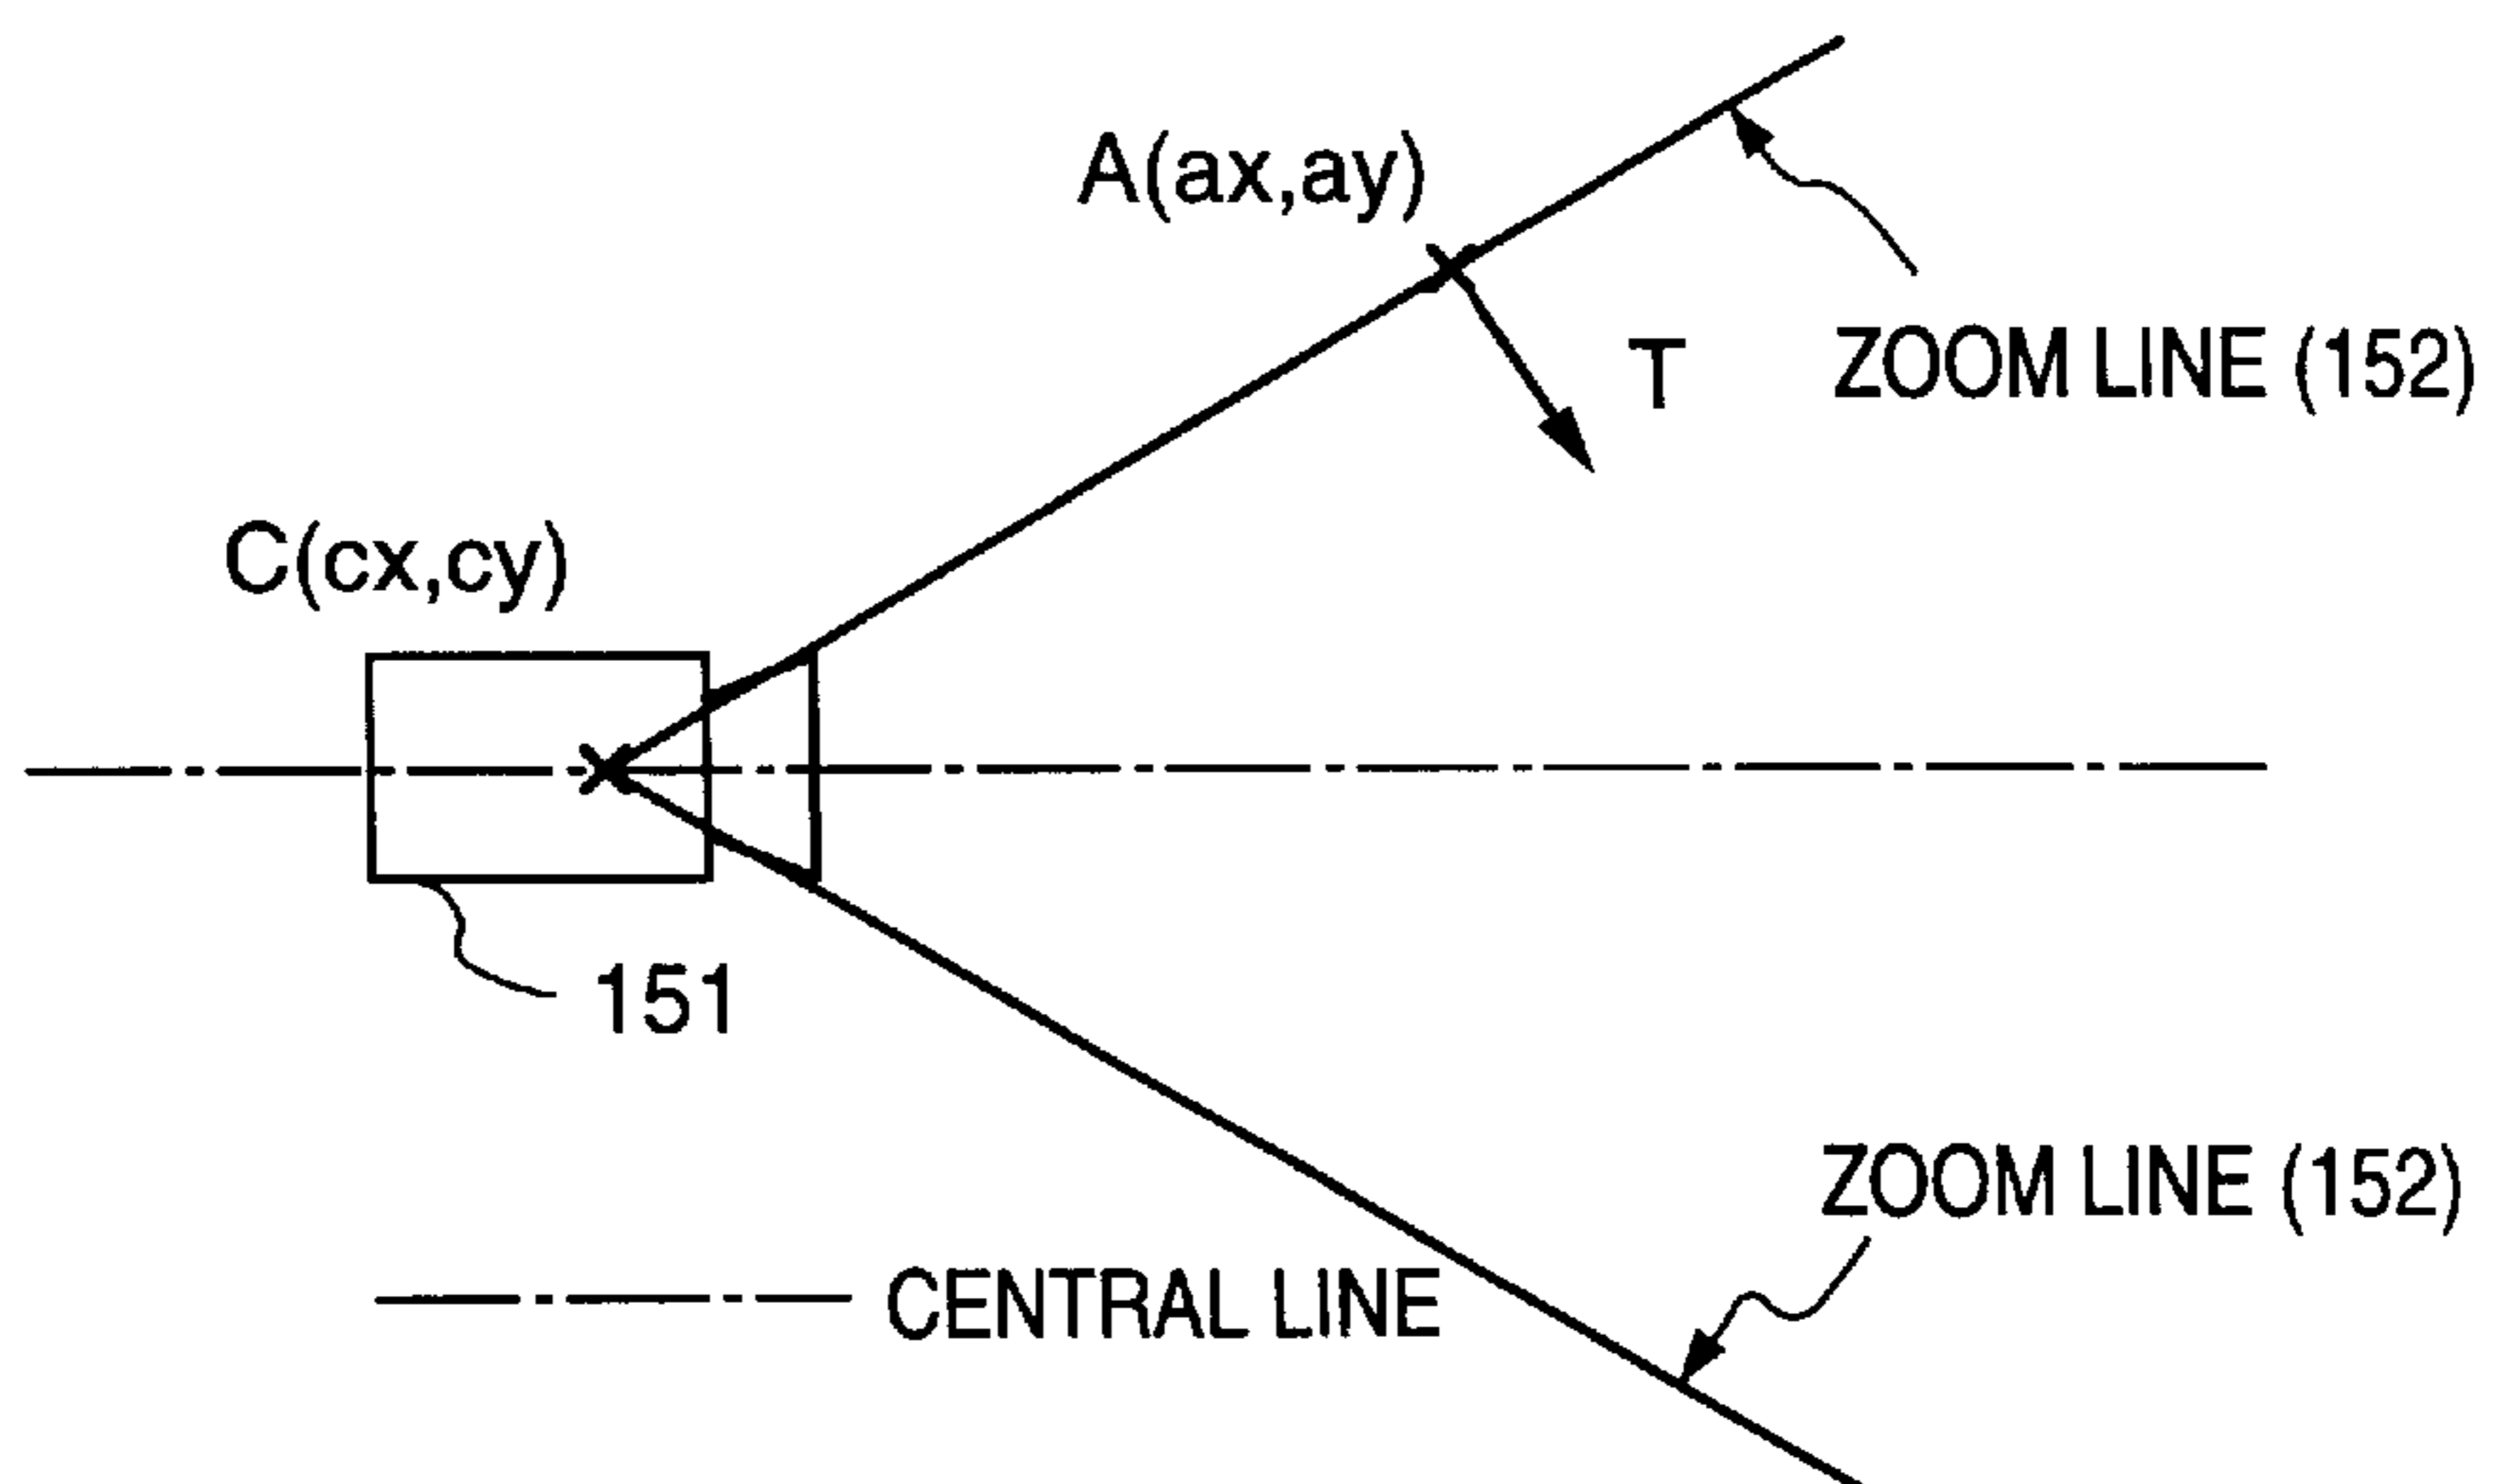 A(ax,ay)
T
ZOOM LINE (152)
C(cx,cy)
151
ZOOM LINE (152)
CENTRAL LINE